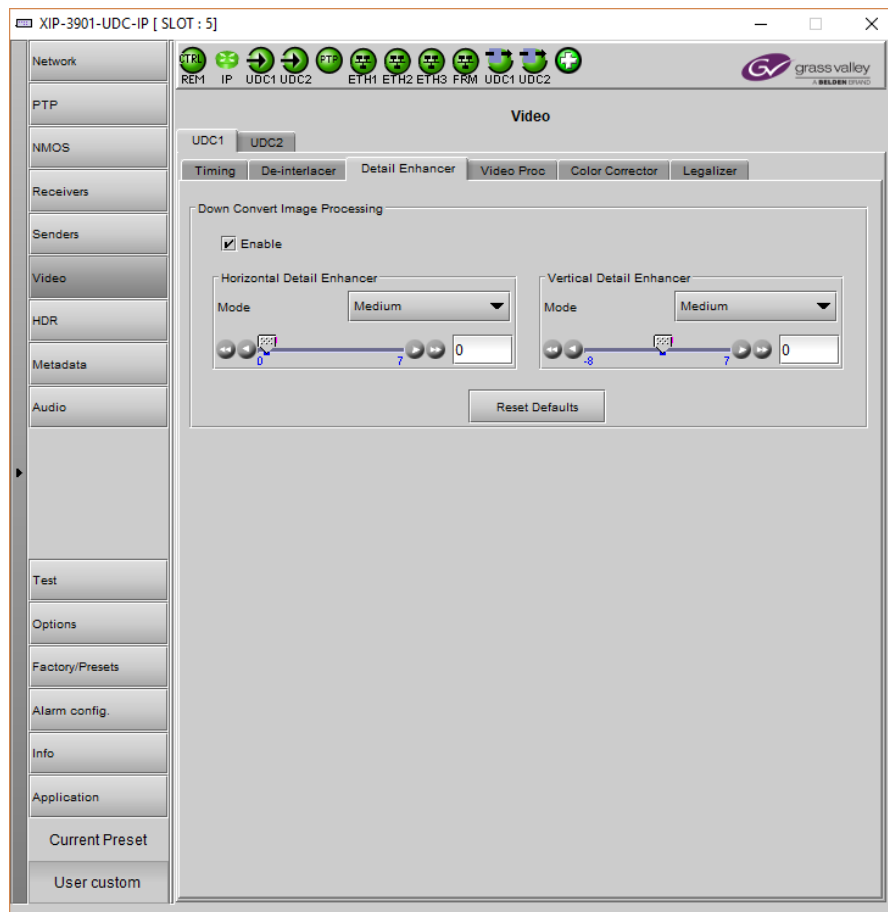 XIP-3901-UDC-IP [ SLOT : 5]
Network
PTP
NMOS
Receivers
Senders
Video
HDR
Metadata
Audio
Test
Options
Factory/Presets
Alarm config.
Info
Application
Current Preset
User custom
CTRL PTP
REM IP UDC1 UDC2 ETH1 ETH2 ETH3 FRM UDC1 UDC2
GV grass valley
A BELDEN BRAND
Video
UDC1 UDC2
Timing De-interlacer Detail Enhancer Video Proc Color Corrector Legalizer
Down Convert Image Processing
Enable
Horizontal Detail Enhancer
Mode Medium
0 7 0
Vertical Detail Enhancer
Mode Medium
-8 7 0
Reset Defaults